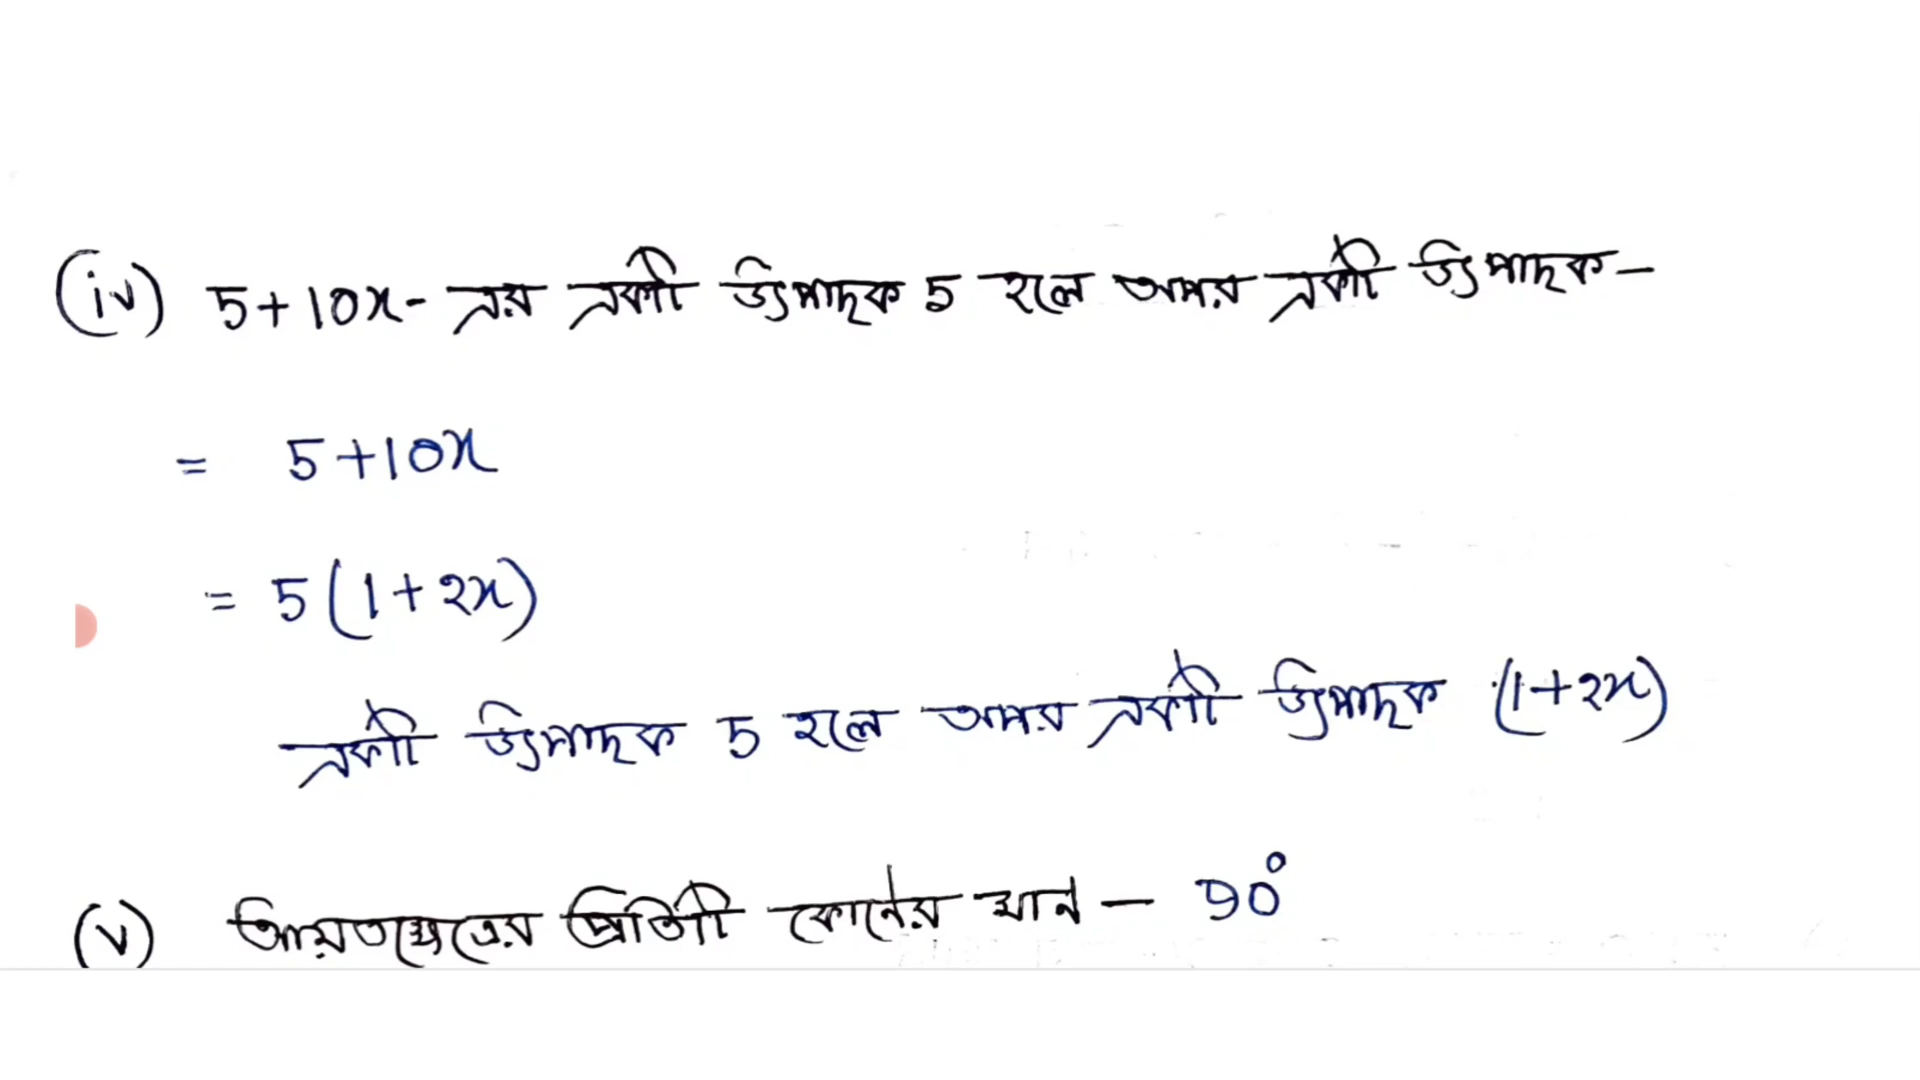 (iv) 5+10x- এর একটি উৎপাদক 5 হলে অপর একটি উৎপাদক—
= 5+10x
= 5(1+2x)
একটি উৎপাদক 5 হলে অপর একটি উৎপাদক (1+2x)
(v) আয়তক্ষেত্রের প্রতিটি কোনের মান — 90°